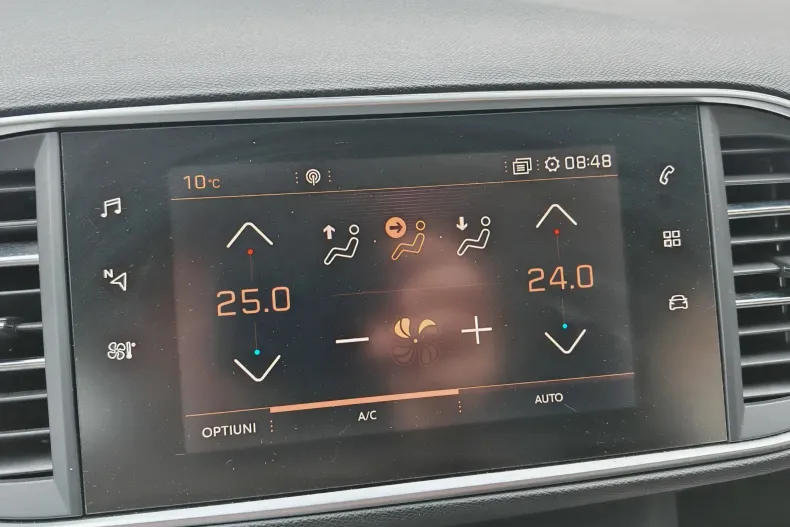 10°C 08:48
N
25.0 24.0
OPTIUNI A/C AUTO